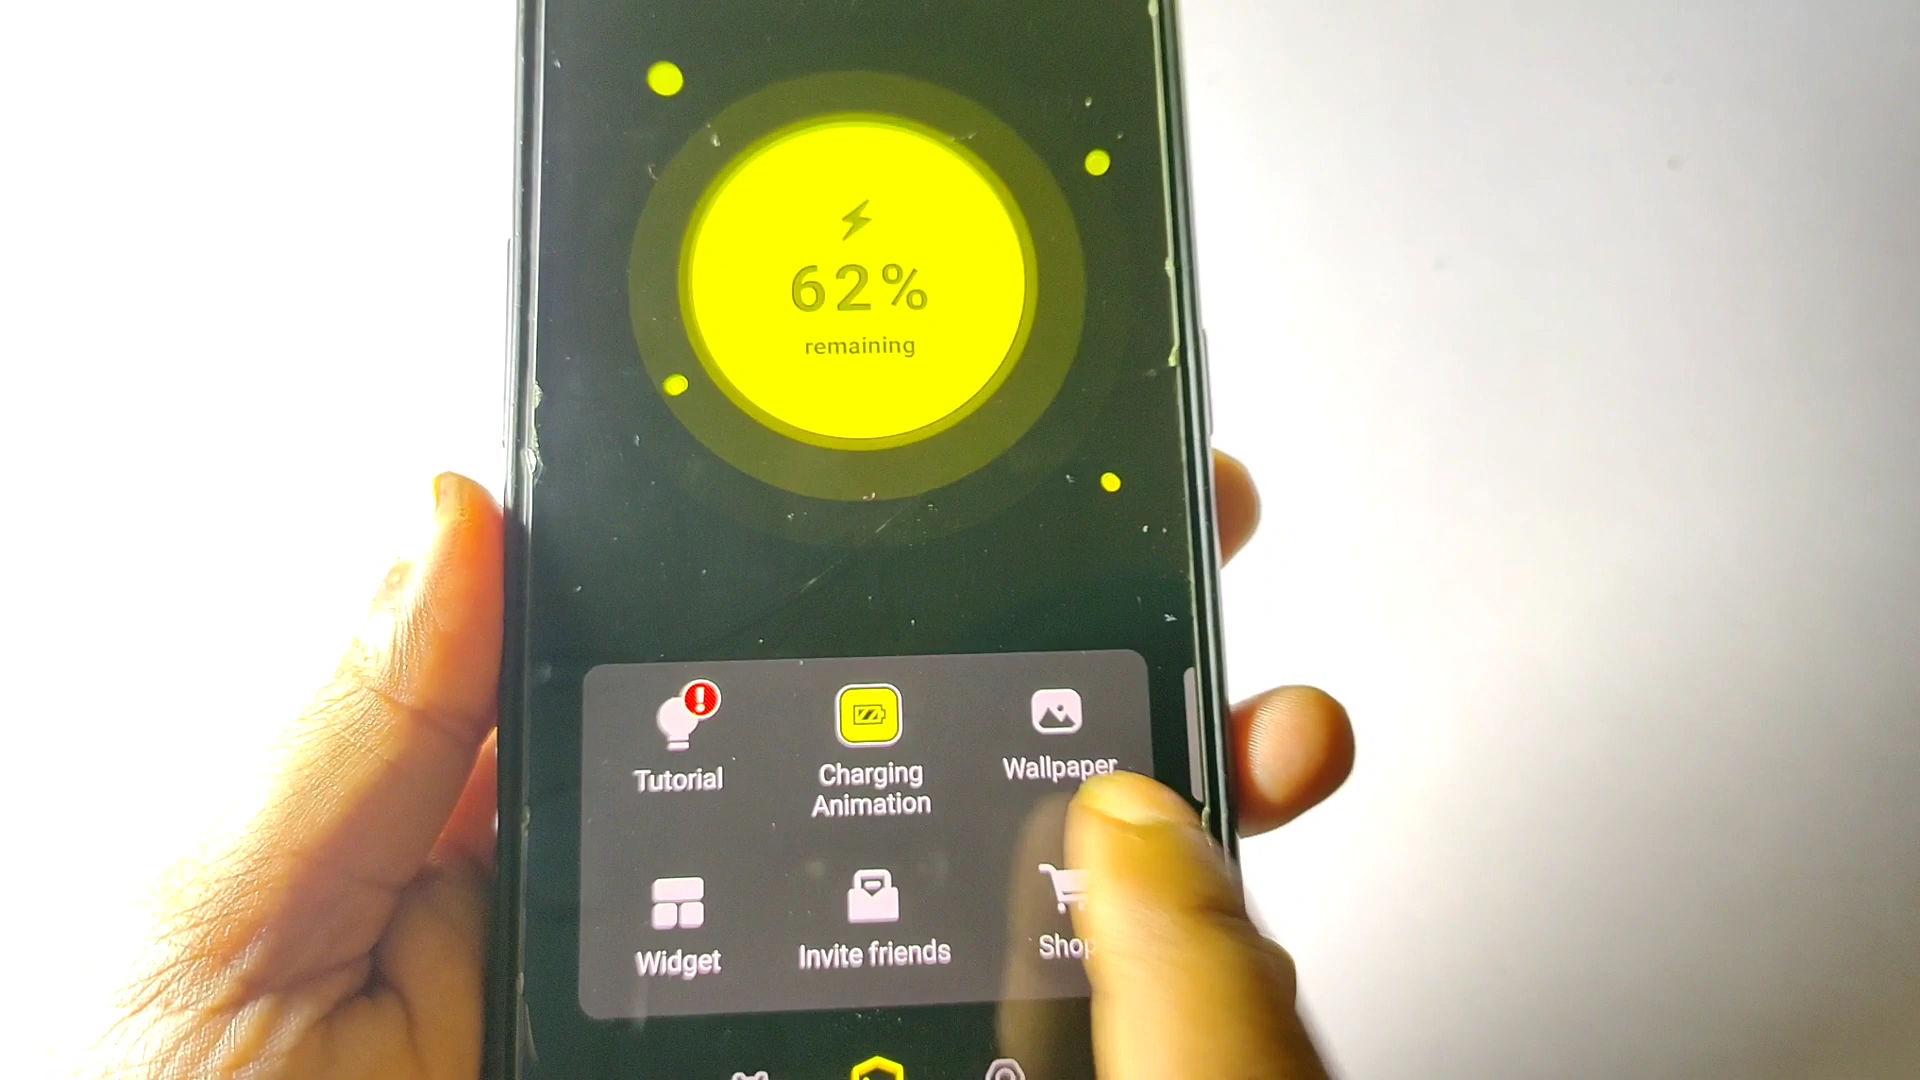 62%
remaining
Tutorial
Charging
Animation
Wallpaper
Widget
Invite friends
Shop